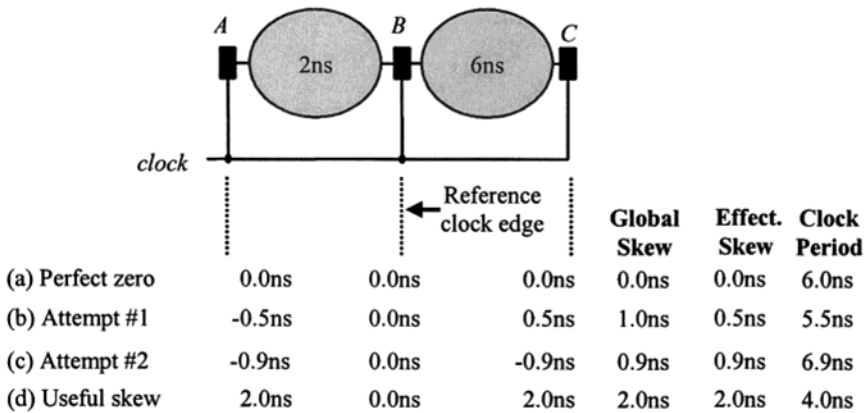 A B C
2ns 6ns
clock
Reference
clock edge
Global Effect. Clock
Skew Skew Period
(a) Perfect zero 0.0ns 0.0ns 0.0ns 0.0ns 0.0ns 6.0ns
(b) Attempt #1 -0.5ns 0.0ns 0.5ns 1.0ns 0.5ns 5.5ns
(c) Attempt #2 -0.9ns 0.0ns -0.9ns 0.9ns 0.9ns 6.9ns
(d) Useful skew 2.0ns 0.0ns 2.0ns 2.0ns 2.0ns 4.0ns